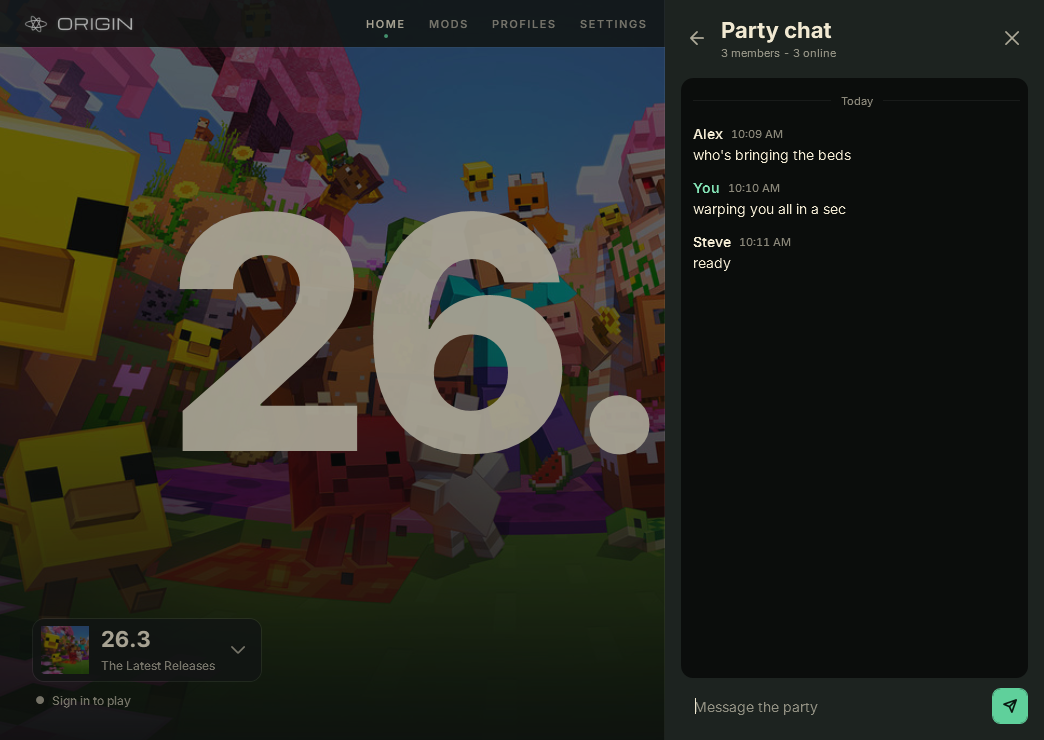 ORIGIN
HOME
MODS
PROFILES
SETTINGS
26.
26.3
The Latest Releases
Sign in to play
Party chat
3 members - 3 online
Today
Alex 10:09 AM
who's bringing the beds
You 10:10 AM
warping you all in a sec
Steve 10:11 AM
ready
Message the party